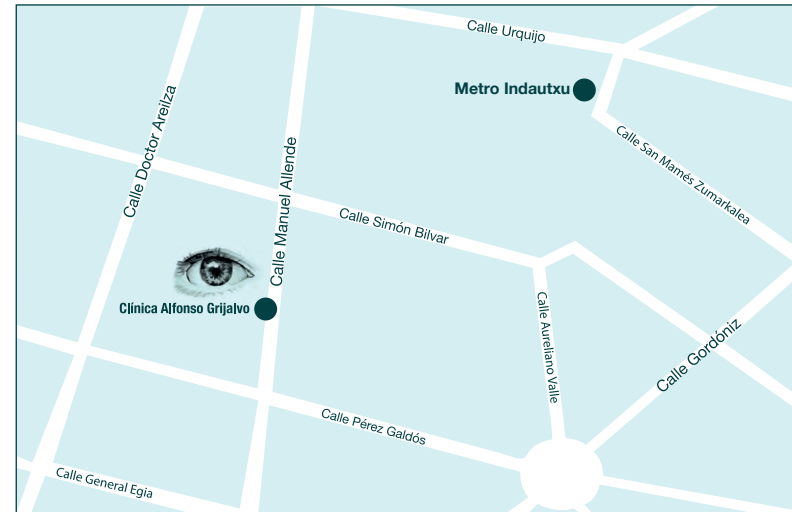 Calle Urquijo
Metro Indautxu
Calle Doctor Areilza
Calle San Mamés Zumarkalea
Calle Manuel Allende
Calle Simón Bilvar
Clínica Alfonso Grijalvo
Calle Aureliano Valle
Calle Gordóniz
Calle Pérez Galdós
Calle General Egia